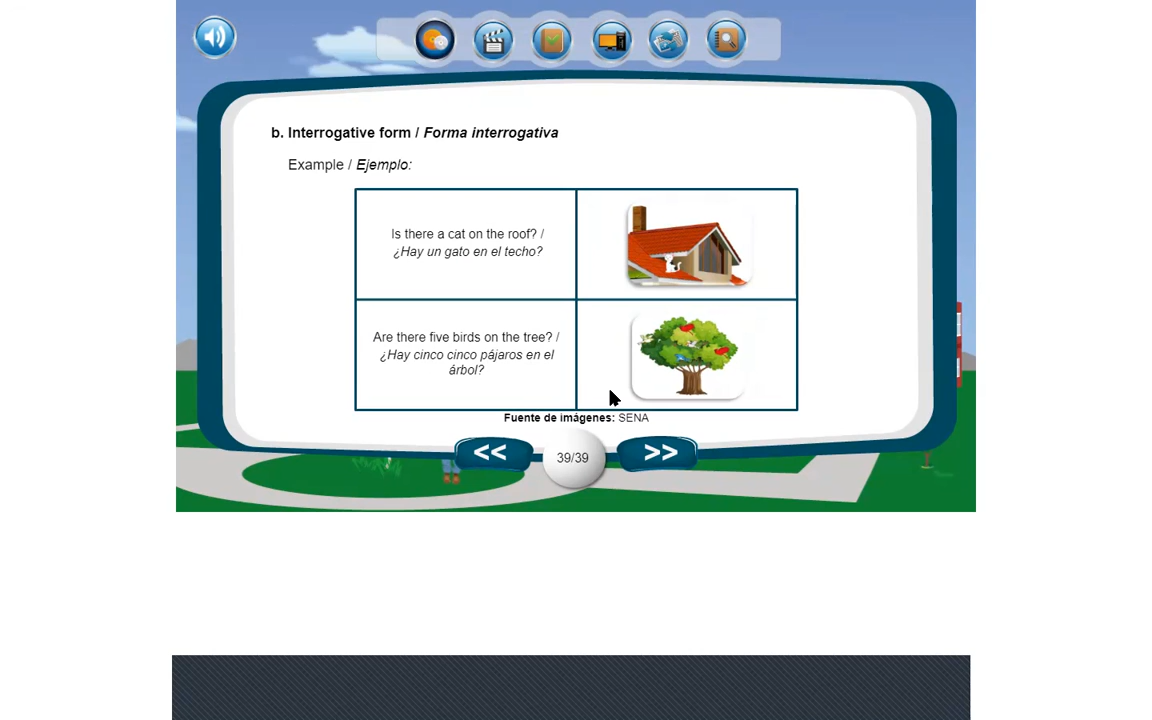 b. Interrogative form / Forma interrogativa
Example / Ejemplo:
Is there a cat on the roof? /
¿Hay un gato en el techo?
Are there five birds on the tree? /
¿Hay cinco cinco pájaros en el
árbol?
Fuente de imágenes: SENA
<<
39/39
>>